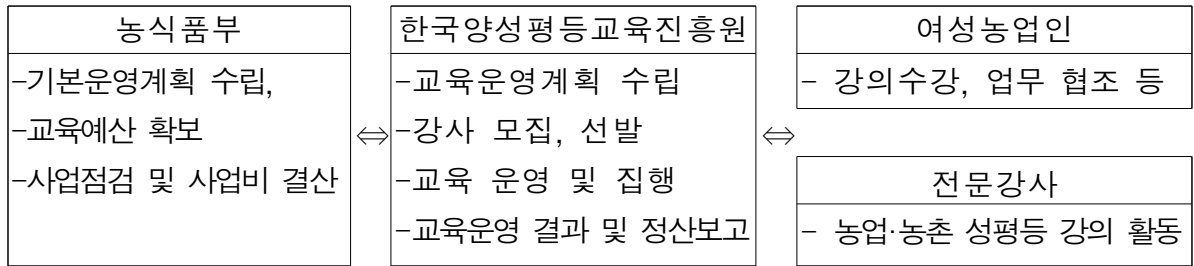 농식품부
-기본운영계획 수립,
-교육예산 확보
-사업점검 및 사업비 결산
⇔
한국양성평등교육진흥원
-교육운영계획 수립
-강사 모집, 선발
-교육 운영 및 집행
-교육운영 결과 및 정산보고
⇔
여성농업인
- 강의수강, 업무 협조 등
전문강사
- 농업·농촌 성평등 강의 활동